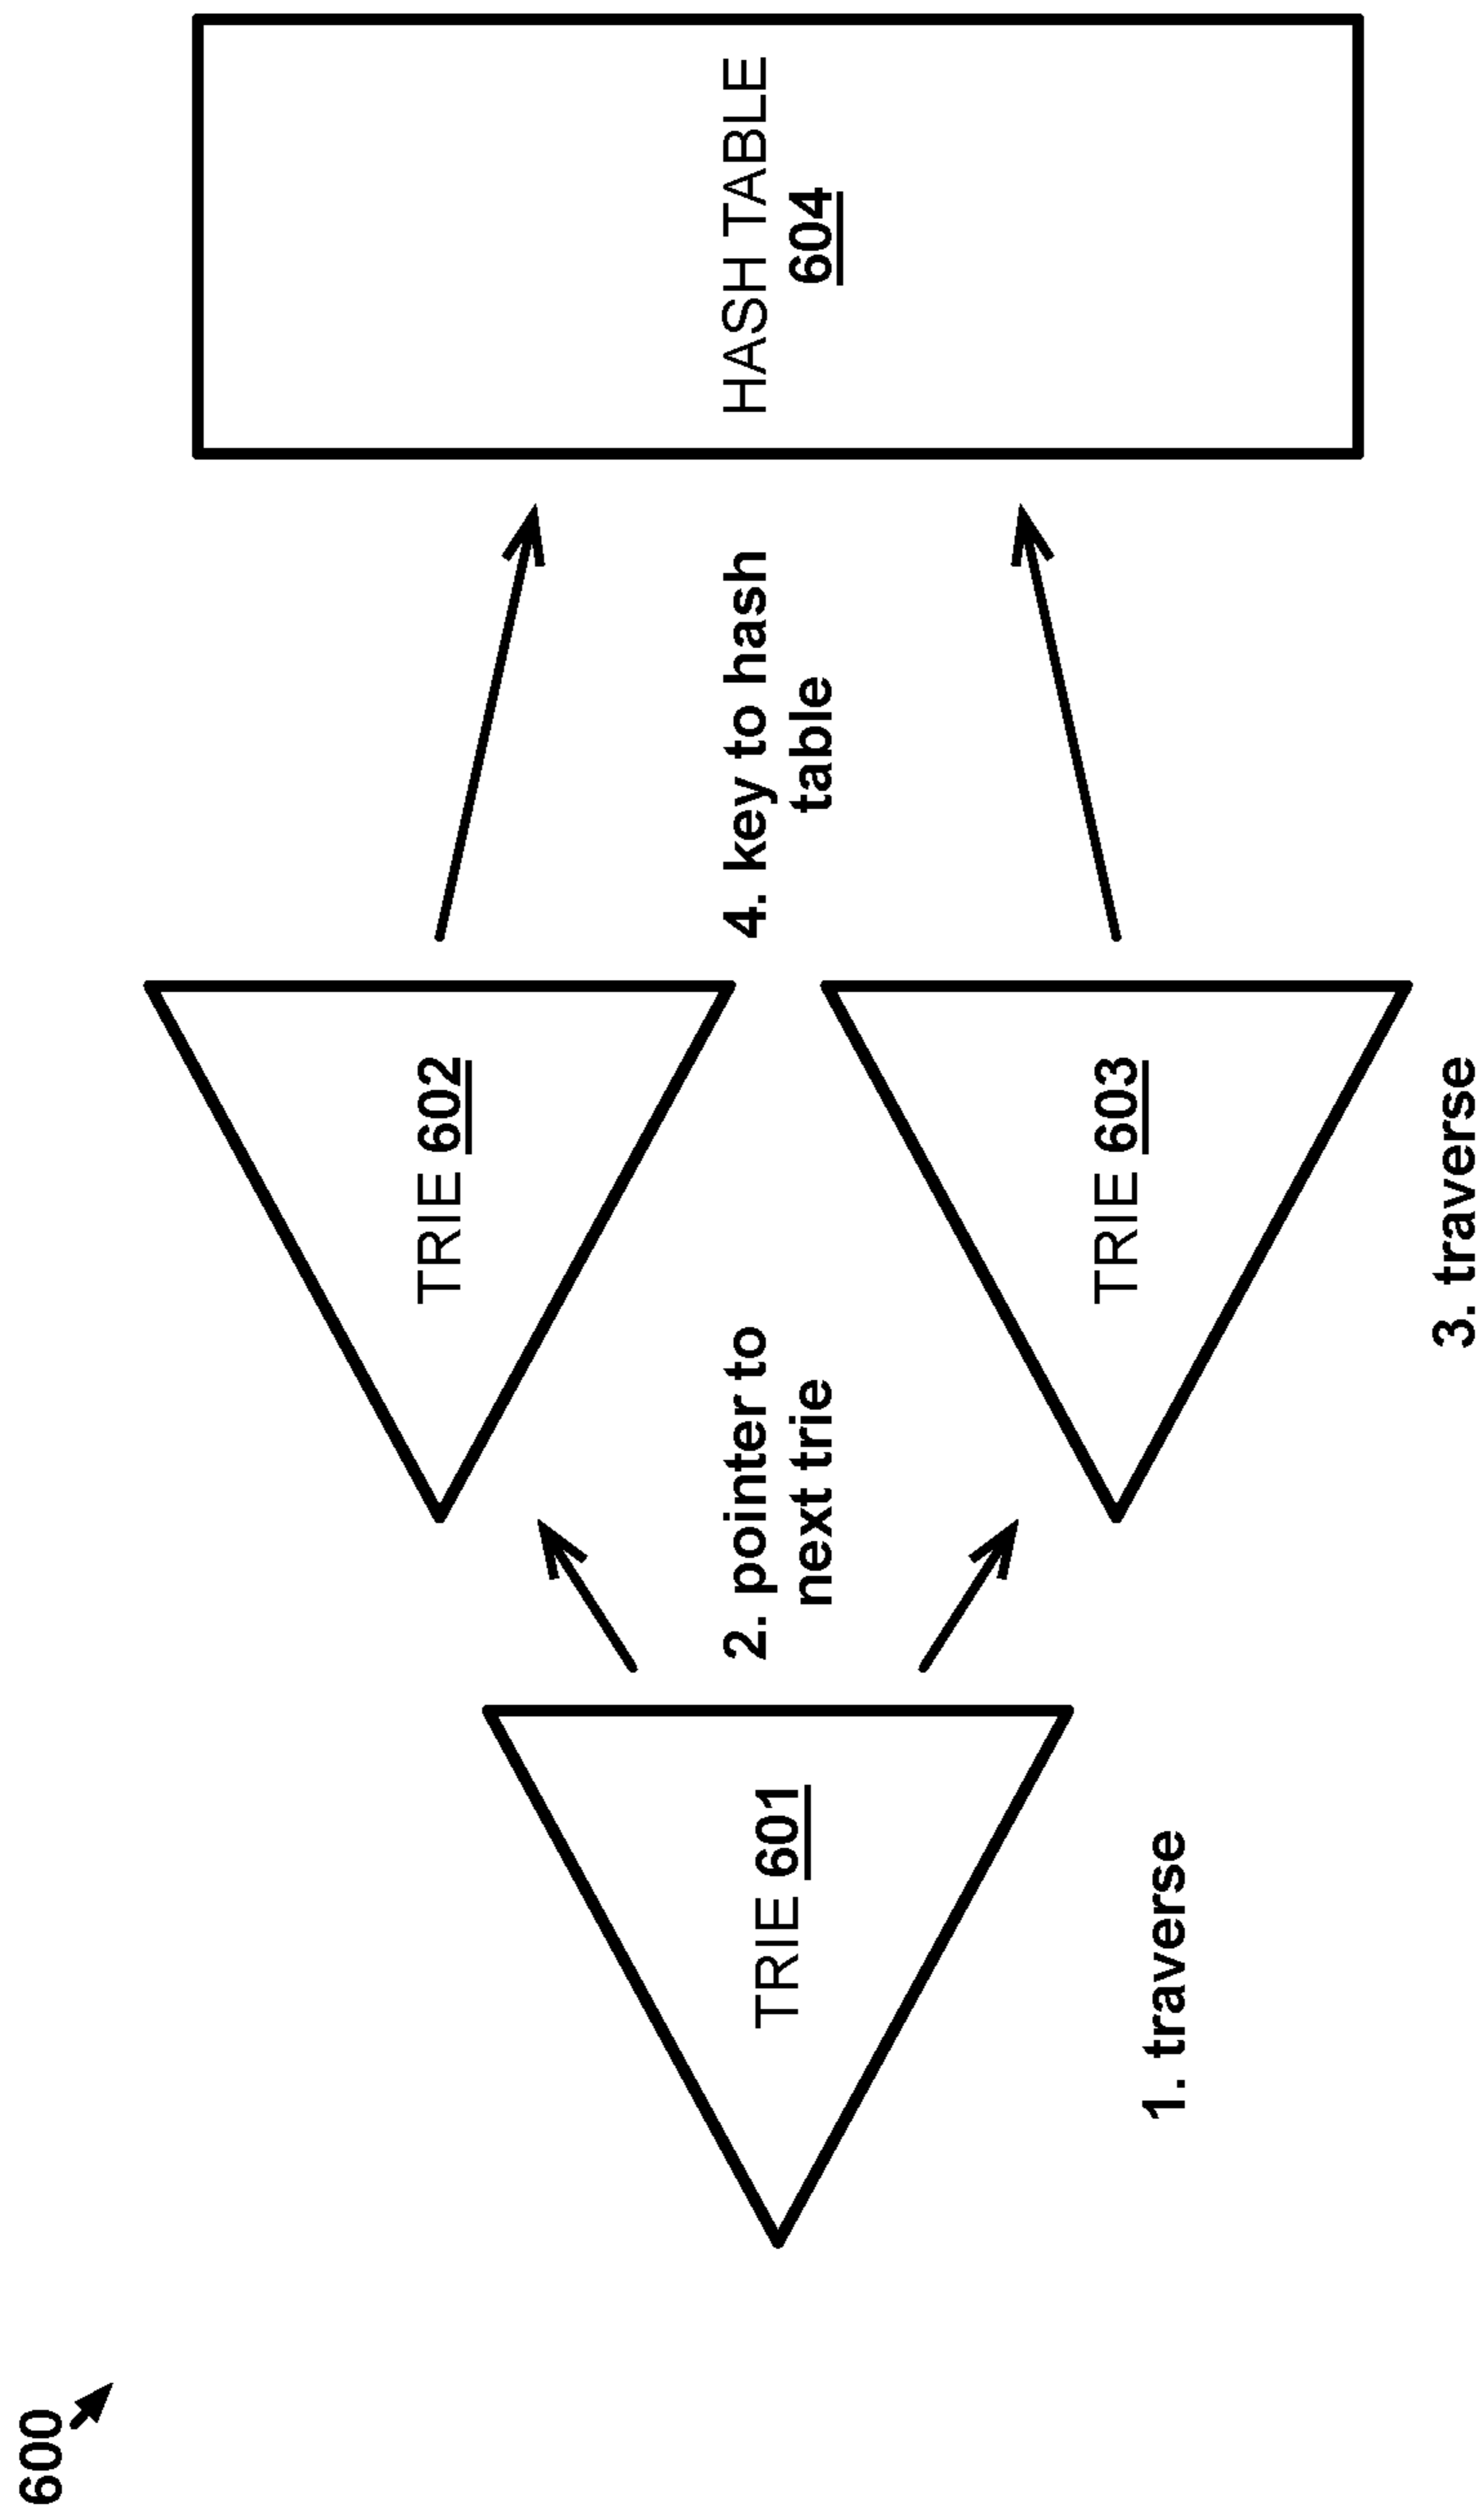 600
TRIE 601
1. traverse
2. pointer to
next trie
TRIE 602
TRIE 603
3. traverse
4. key to hash
table
HASH TABLE
604